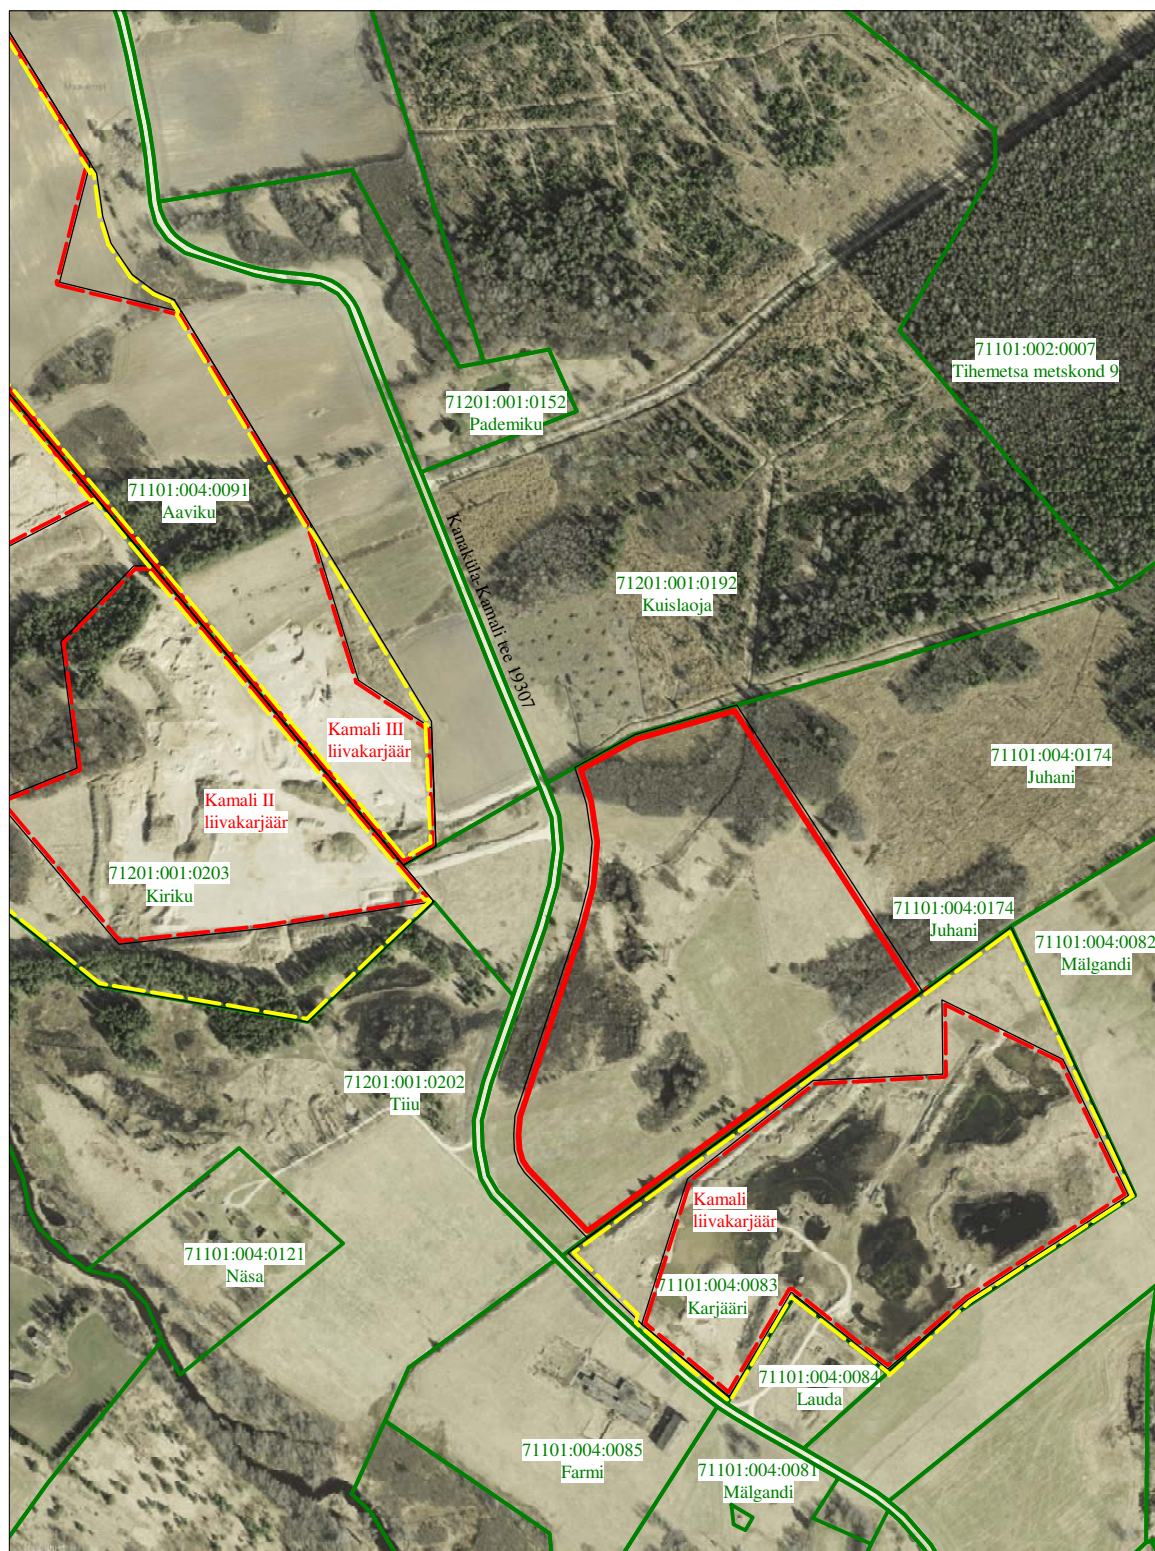 71101:002:0007
Tihemetsa metskond 9
71201:001:0152
Pademiku
71101:004:0091
Aaviku
Kanaküla-Kamali tee 19307
71201:001:0192
Kuislaoja
Kamali III
liivakarjäär
71101:004:0174
Juhani
Kamali II
liivakarjäär
71201:001:0203
Kiriku
71101:004:0174
Juhani
71101:004:0082
Mälgandi
71201:001:0202
Tiiu
Kamali
liivakarjäär
71101:004:0121
Näsa
71101:004:0083
Karjääri
71101:004:0084
Lauda
71101:004:0085
Farmi
71101:004:0081
Mälgandi